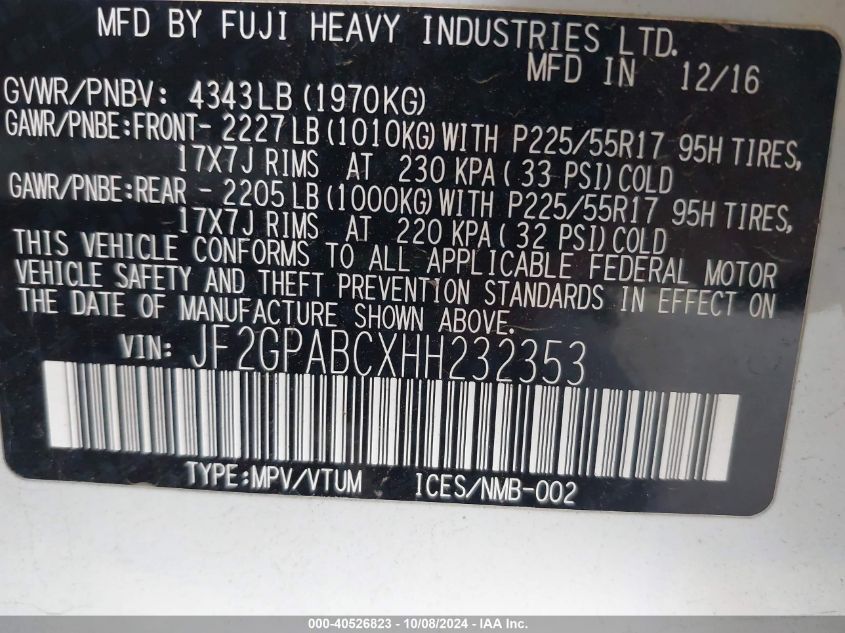 MFD BY FUJI HEAVY INDUSTRIES LTD.
MFD IN 12/16
GVWR/PNBV: 4343LB (1970KG)
GAWR/PNBE:FRONT- 2227 LB (1010KG) WITH P225/55R17 95H TIRES,
17X7J RIMS AT 230 KPA ( 33 PSI) COLD
GAWR/PNBE:REAR - 2205 LB (1000KG) WITH P225/55R17 95H TIRES,
17X7J RIMS AT 220 KPA ( 32 PSI) COLD
THIS VEHICLE CONFORMS TO ALL APPLICABLE FEDERAL MOTOR
VEHICLE SAFETY AND THEFT PREVENTION STANDARDS IN EFFECT ON
THE DATE OF MANUFACTURE SHOWN ABOVE.
VIN: JF2GPABCXHH232353
TYPE:MPV/VTUM ICES/NMB-002
000-40526823 - 10/08/2024 - IAA Inc.